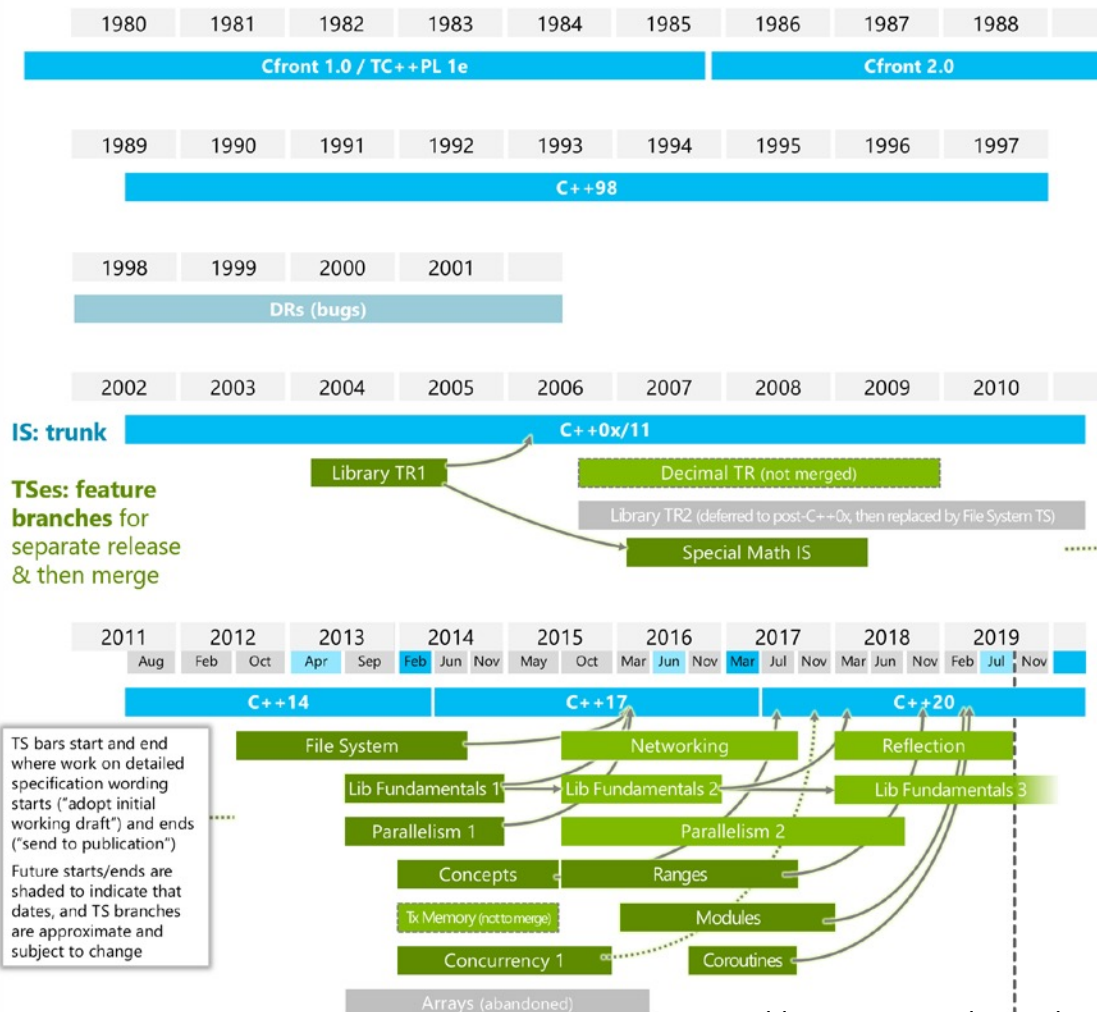 1980 1981 1982 1983 1984 1985 1986 1987 1988
Cfront 1.0 / TC++PL 1e Cfront 2.0
1989 1990 1991 1992 1993 1994 1995 1996 1997
C++98
1998 1999 2000 2001
DRs (bugs)
2002 2003 2004 2005 2006 2007 2008 2009 2010
IS: trunk
C++0x/11
Library TR1
Decimal TR (not merged)
TSes: feature
branches for
separate release
& then merge
Library TR2 (deferred to post-C++0x, then replaced by File System TS)
Special Math IS
2011 2012 2013 2014 2015 2016 2017 2018 2019
Aug Feb Oct Apr Sep Feb Jun Nov May Oct Mar Jun Nov Mar Jul Nov Mar Jun Nov Feb Jul Nov
C++14 C++17 C++20
TS bars start and end
where work on detailed
specification wording
starts ("adopt initial
working draft") and ends
("send to publication")
Future starts/ends are
shaded to indicate that
dates, and TS branches
are approximate and
subject to change
File System Networking Reflection
Lib Fundamentals 1 Lib Fundamentals 2 Lib Fundamentals 3
Parallelism 1 Parallelism 2
Concepts Ranges
Tx Memory (not to merge) Modules
Concurrency 1 Coroutines
Arrays (abandoned)